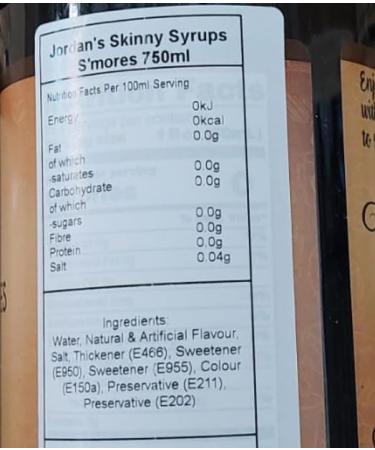 Jordan's Skinny Syrups
S'mores 750ml
Nutrition Facts Per 100ml Serving
Energy 0kJ
0kcal
Fat 0.0g
of which
-saturates 0.0g
Carbohydrate 0.0g
of which
-sugars 0.0g
Fibre 0.0g
Protein 0.0g
Salt 0.04g
Ingredients:
Water, Natural & Artificial Flavour,
Salt, Thickener (E466), Sweetener
(E950), Sweetener (E955), Colour
(E150a), Preservative (E211),
Preservative (E202)